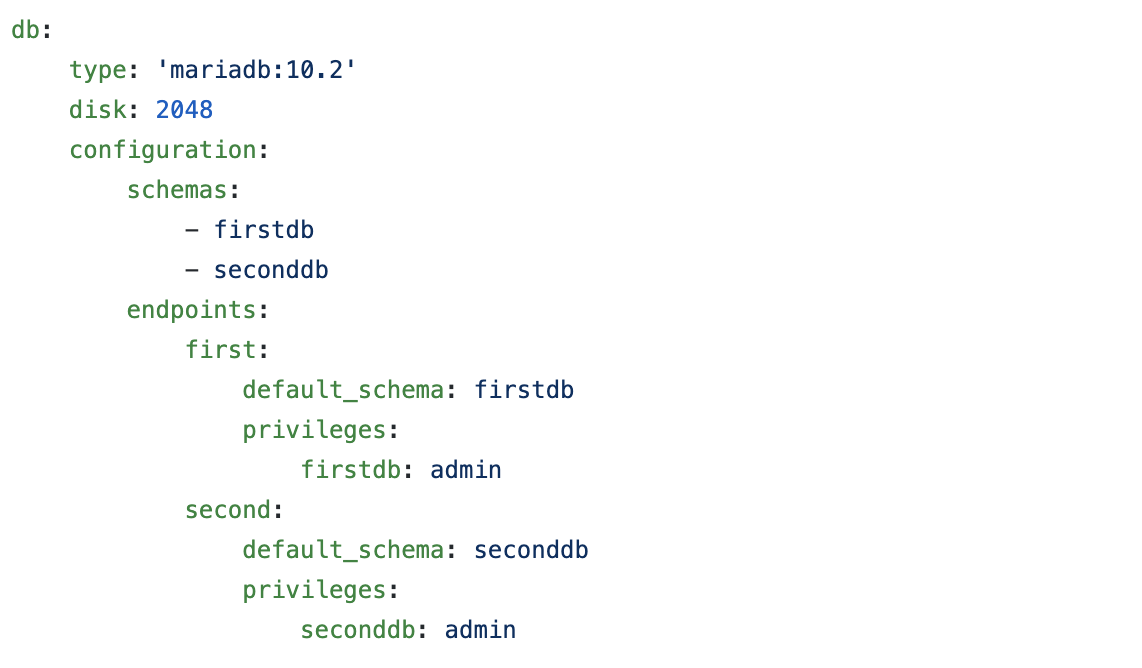 db:
    type: 'mariadb:10.2'
    disk: 2048
    configuration:
        schemas:
            - firstdb
            - seconddb
        endpoints:
            first:
                default_schema: firstdb
                privileges:
                    firstdb: admin
            second:
                default_schema: seconddb
                privileges:
                    seconddb: admin